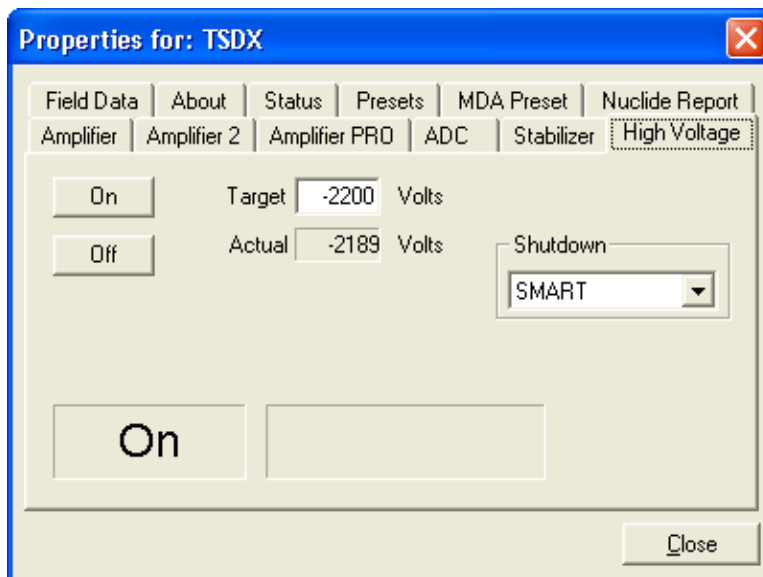 Properties for: TSDX
Field Data About Status Presets MDA Preset Nuclide Report
Amplifier Amplifier 2 Amplifier PRO ADC Stabilizer High Voltage
On Target -2200 Volts
Off Actual -2189 Volts Shutdown
SMART
On
Close